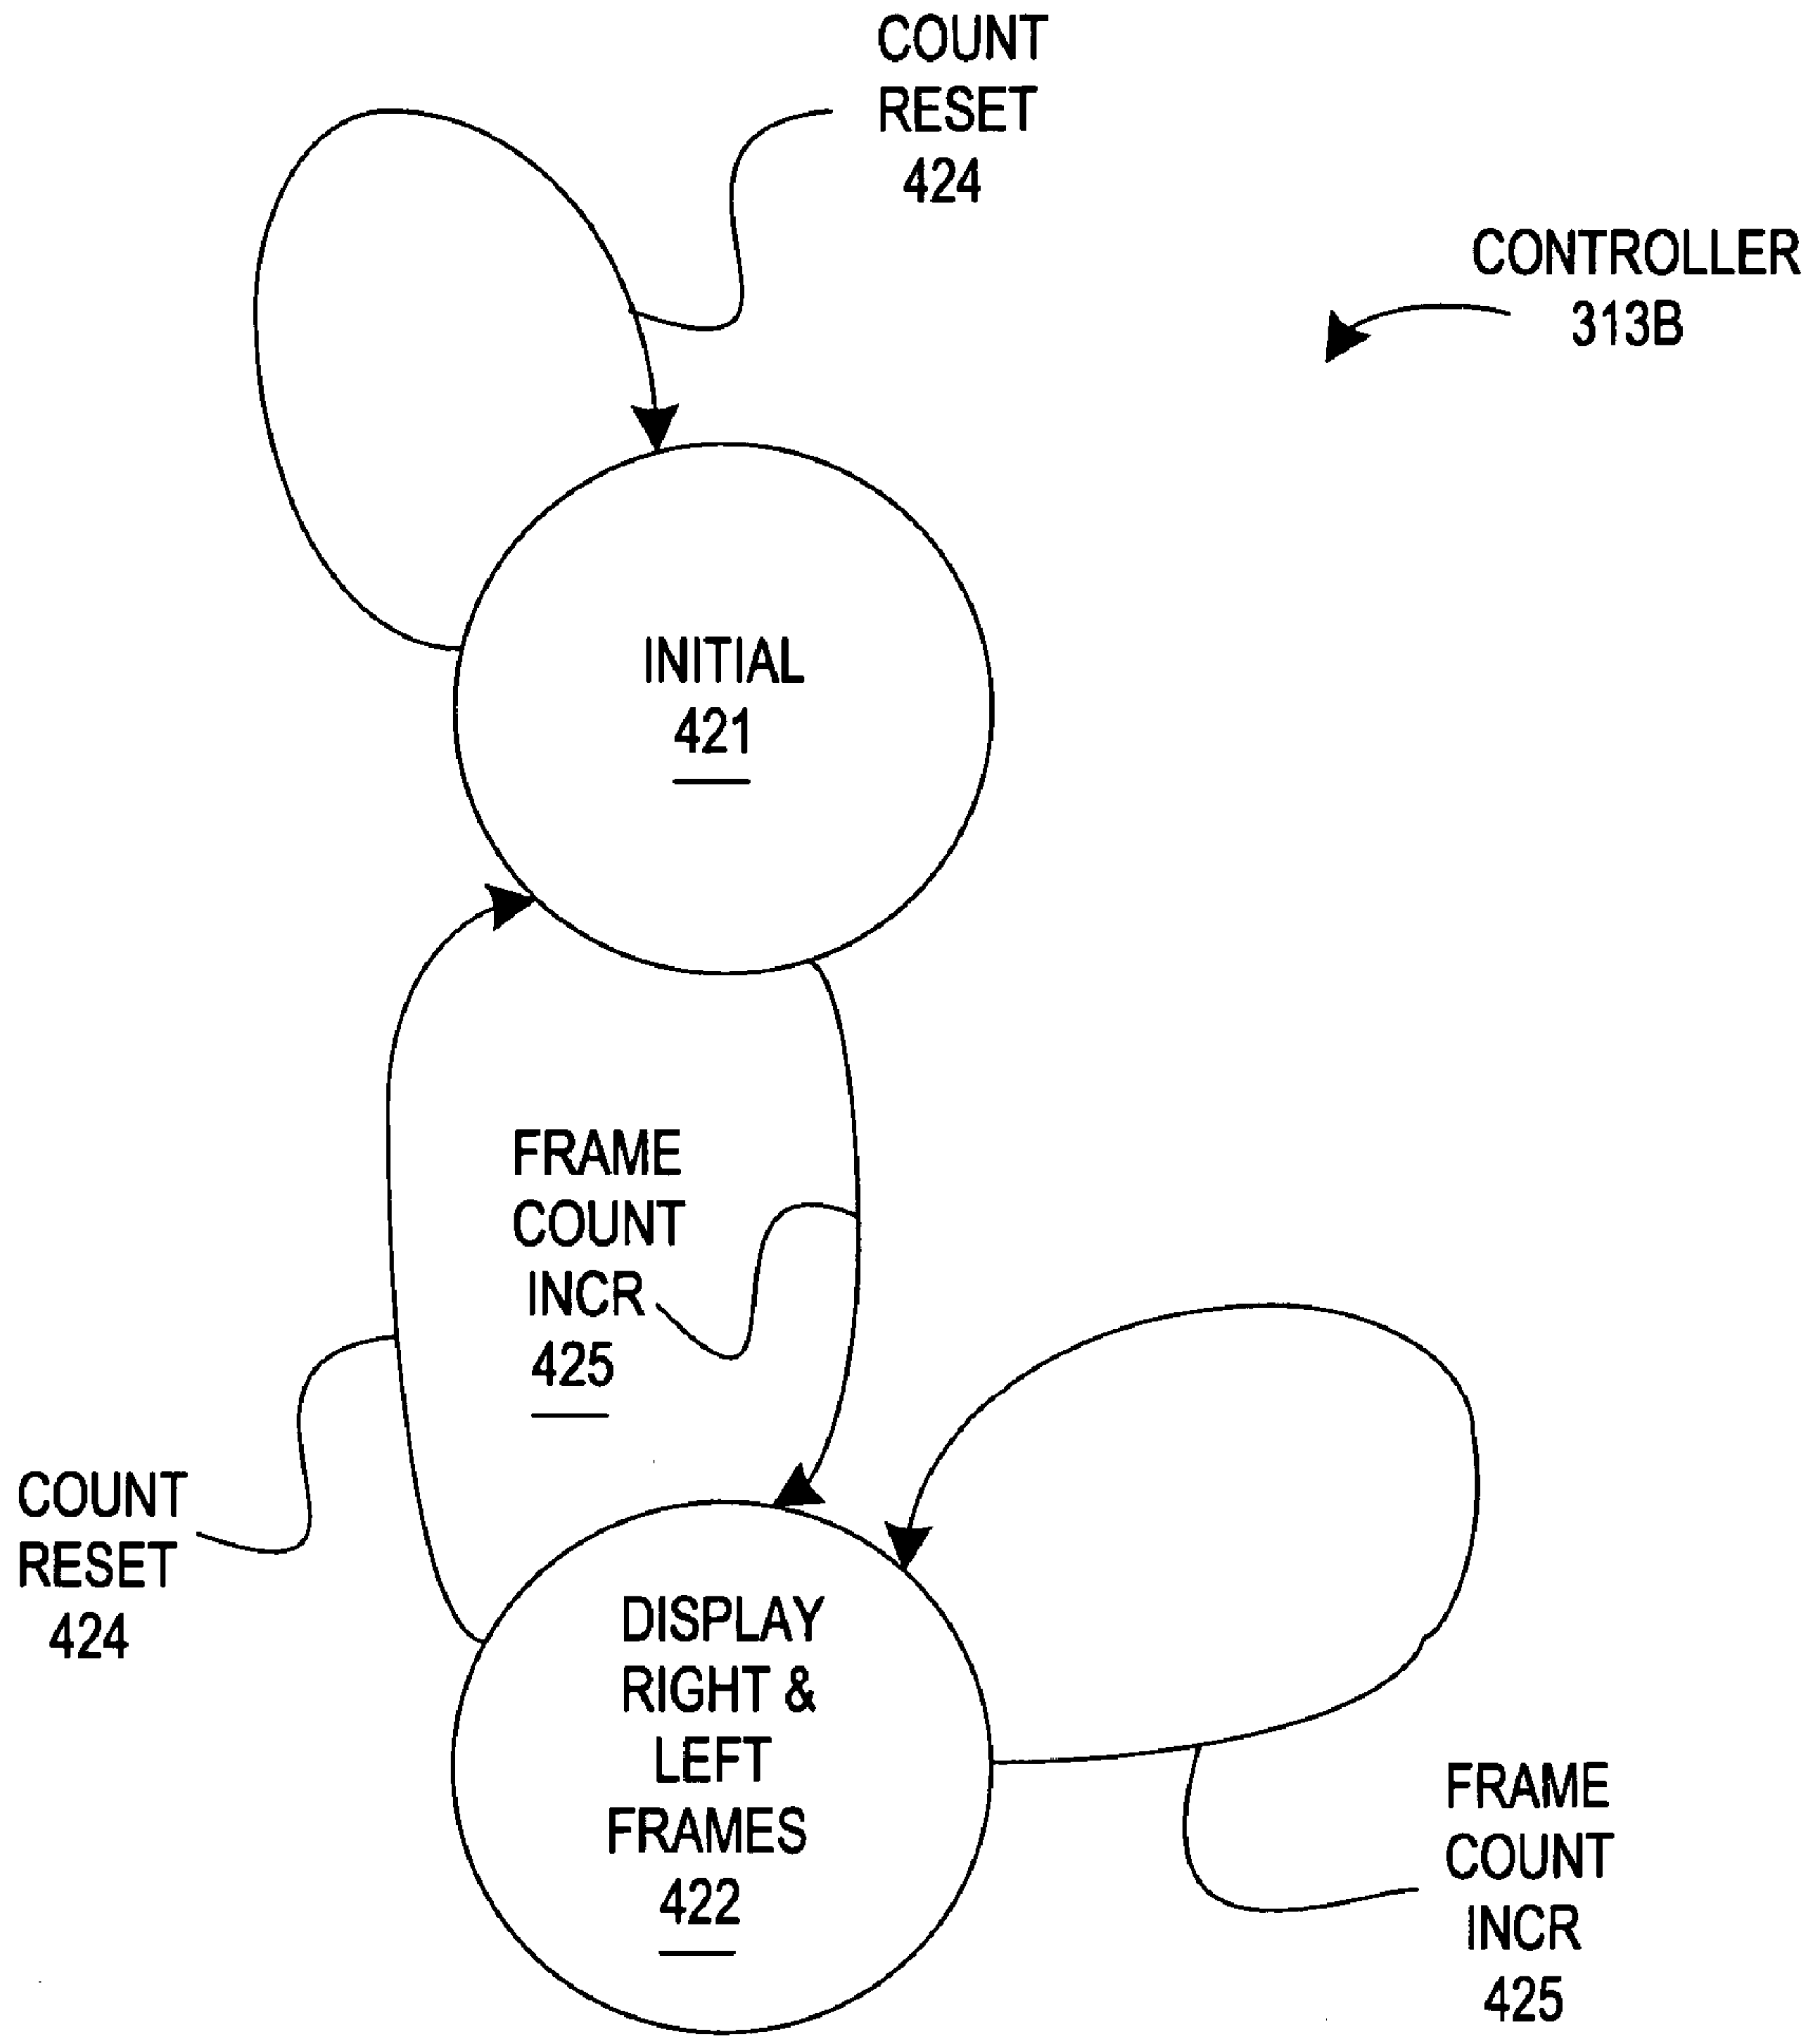 COUNT
RESET
424
CONTROLLER
313B
INITIAL
421
FRAME
COUNT
INCR
425
COUNT
RESET
424
DISPLAY
RIGHT &
LEFT
FRAMES
422
FRAME
COUNT
INCR
425